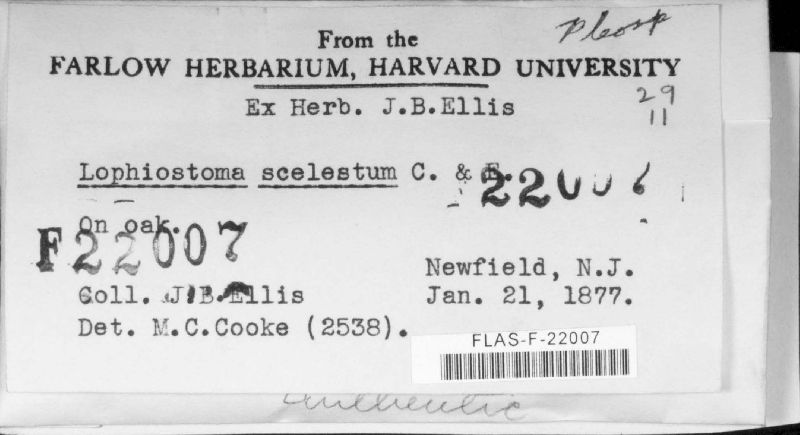 Pleosp
From the
FARLOW HERBARIUM, HARVARD UNIVERSITY
29
11
Ex Herb. J.B.Ellis
Lophiostoma scelestum C. & E.
22007
On oak.
F22007
Coll. J.B.Ellis
Newfield, N.J.
Jan. 21, 1877.
Det. M.C.Cooke (2538).
FLAS-F-22007
Authentic